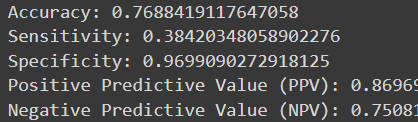 Accuracy: 0.7688419117647058
Sensitivity: 0.38420348058902276
Specificity: 0.9699090272918125
Positive Predictive Value (PPV): 0.8696
Negative Predictive Value (NPV): 0.7508